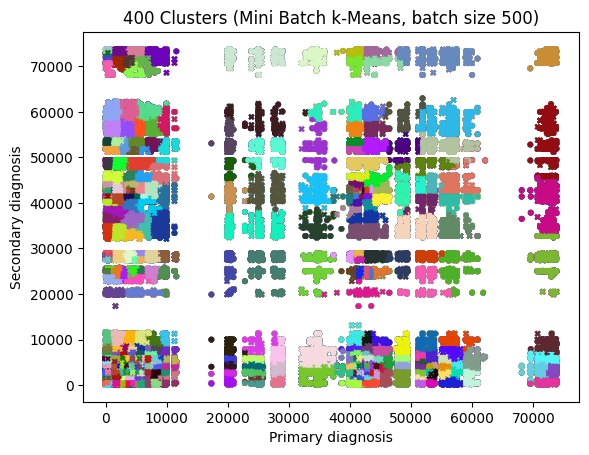 400 Clusters (Mini Batch k-Means, batch size 500)
Secondary diagnosis
70000
60000
50000
40000
30000
20000
10000
0
0 10000 20000 30000 40000 50000 60000 70000
Primary diagnosis